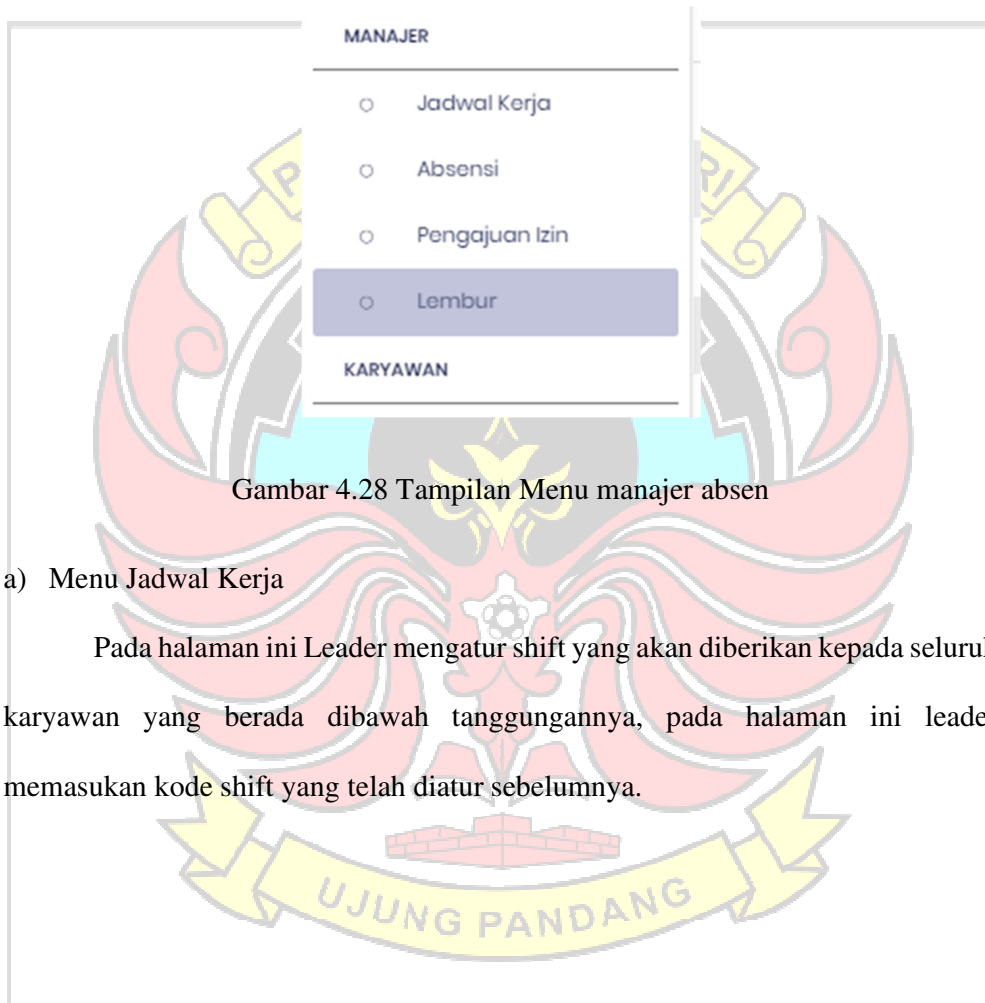 MANAJER
Jadwal Kerja
Absensi
Pengajuan Izin
Lembur
KARYAWAN
Gambar 4.28 Tampilan Menu manajer absen
a) Menu Jadwal Kerja
Pada halaman ini Leader mengatur shift yang akan diberikan kepada
karyawan yang berada dibawah tanggungannya, pada halaman ini
memasukan kode shift yang telah diatur sebelumnya.
UJUNG PANDANG